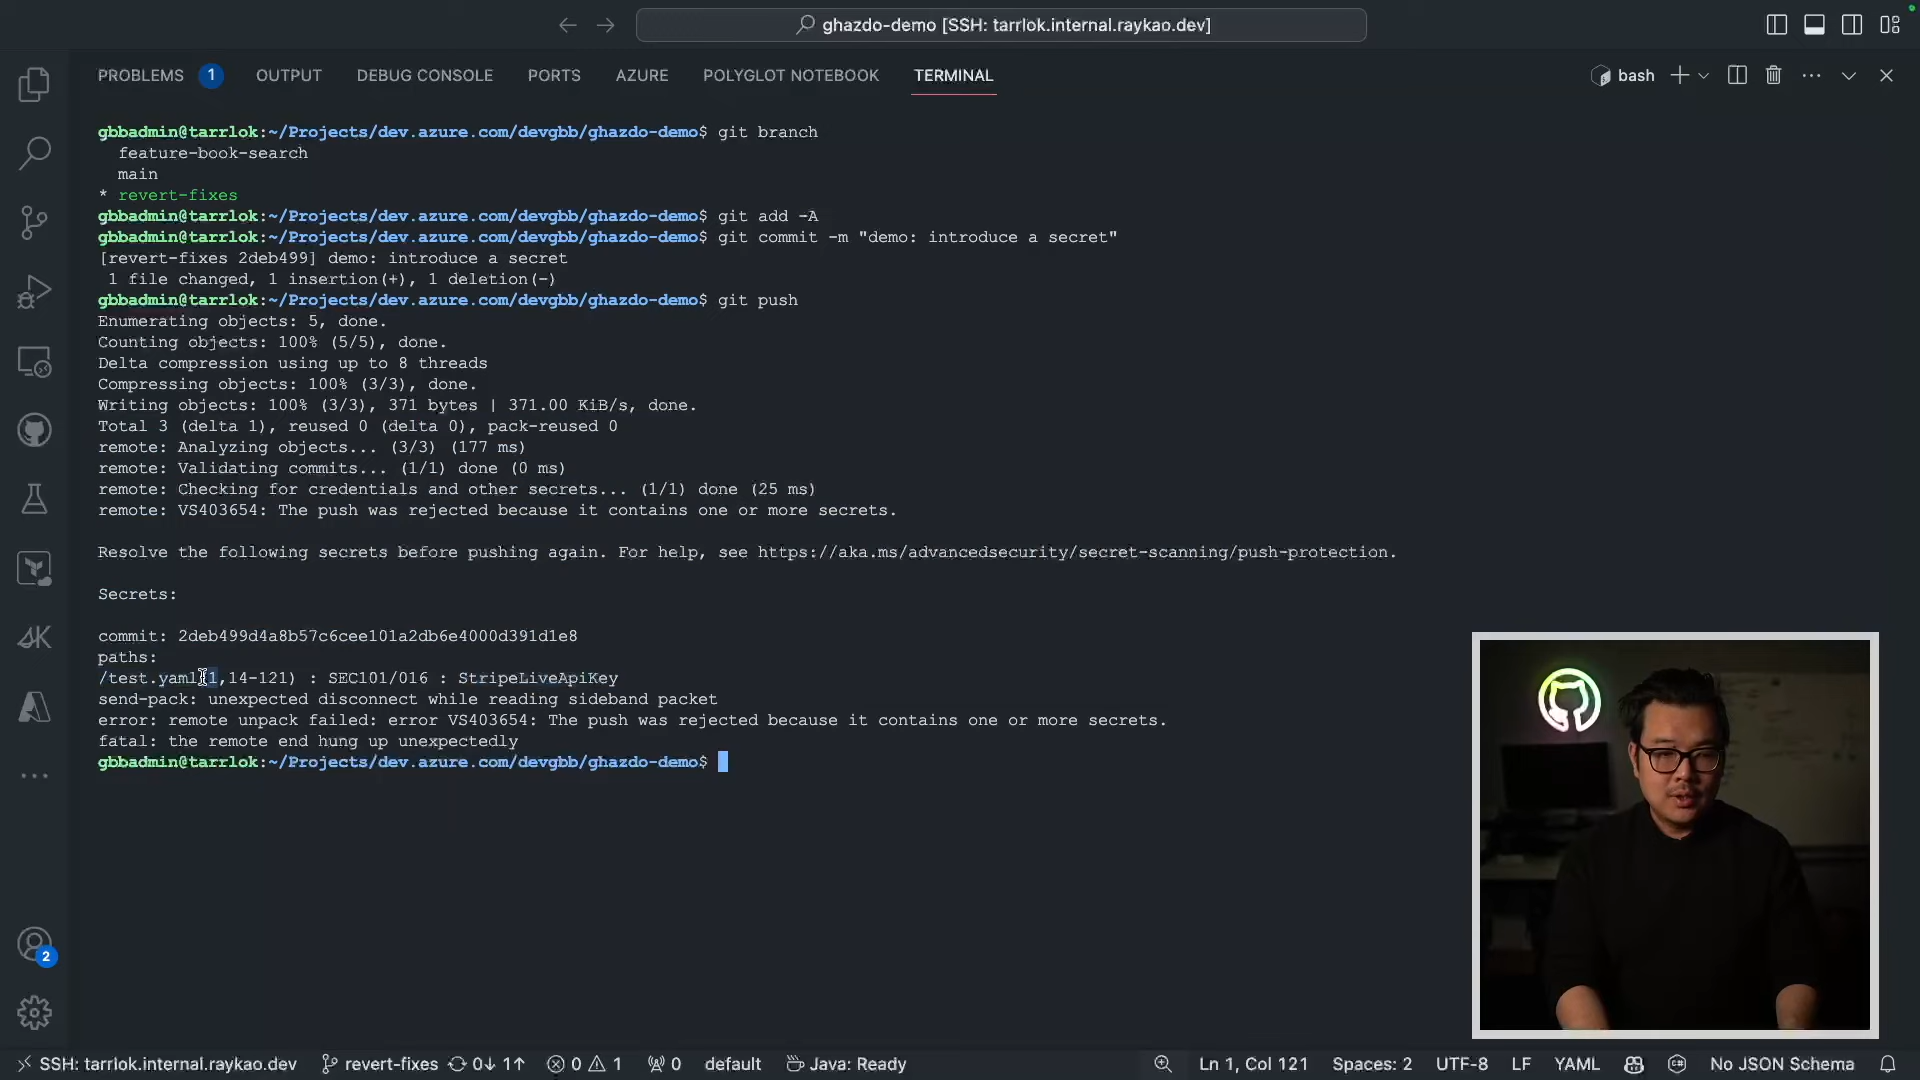 ghazdo-demo [SSH: tarrlok.internal.raykao.dev]
PROBLEMS 1 OUTPUT DEBUG CONSOLE PORTS AZURE POLYGLOT NOTEBOOK TERMINAL bash
gbbadmin@tarrlok:~/Projects/dev.azure.com/devgbb/ghazdo-demo$ git branch
feature-book-search
main
* revert-fixes
gbbadmin@tarrlok:~/Projects/dev.azure.com/devgbb/ghazdo-demo$ git add -A
gbbadmin@tarrlok:~/Projects/dev.azure.com/devgbb/ghazdo-demo$ git commit -m "demo: introduce a secret"
[revert-fixes 2deb499] demo: introduce a secret
1 file changed, 1 insertion(+), 1 deletion(-)
gbbadmin@tarrlok:~/Projects/dev.azure.com/devgbb/ghazdo-demo$ git push
Enumerating objects: 5, done.
Counting objects: 100% (5/5), done.
Delta compression using up to 8 threads
Compressing objects: 100% (3/3), done.
Writing objects: 100% (3/3), 371 bytes | 371.00 KiB/s, done.
Total 3 (delta 1), reused 0 (delta 0), pack-reused 0
remote: Analyzing objects... (3/3) (177 ms)
remote: Validating commits... (1/1) done (0 ms)
remote: Checking for credentials and other secrets... (1/1) done (25 ms)
remote: VS403654: The push was rejected because it contains one or more secrets.
Resolve the following secrets before pushing again. For help, see https://aka.ms/advancedsecurity/secret-scanning/push-protection.
Secrets:
commit: 2deb499d4a8b57c6cee101a2db6e4000d391d1e8
paths:
/test.yaml(1,14-121) : SEC101/016 : StripeLiveApiKey
send-pack: unexpected disconnect while reading sideband packet
error: remote unpack failed: error VS403654: The push was rejected because it contains one or more secrets.
fatal: the remote end hung up unexpectedly
gbbadmin@tarrlok:~/Projects/dev.azure.com/devgbb/ghazdo-demo$
2
SSH: tarrlok.internal.raykao.dev revert-fixes 0↓ 1↑ 0 1 0 default Java: Ready Ln 1, Col 121 Spaces: 2 UTF-8 LF YAML No JSON Schema